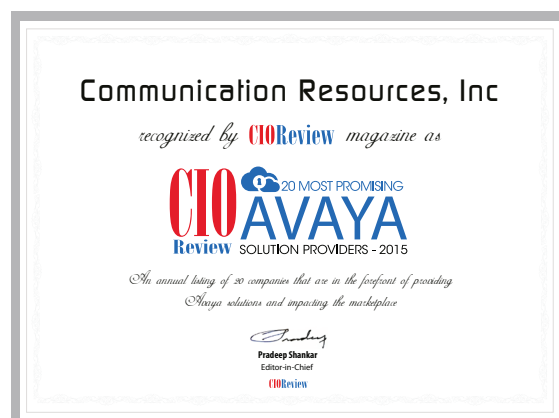 Communication Resources, Inc
recognized by CIOReview magazine as
CIO Review
1 20 MOST PROMISING
AVAYA
SOLUTION PROVIDERS - 2015
An annual listing of 20 companies that are in the forefront of providing
Avaya solutions and impacting the marketplace
Pradeep
Pradeep Shankar
Editor-in-Chief
CIOReview